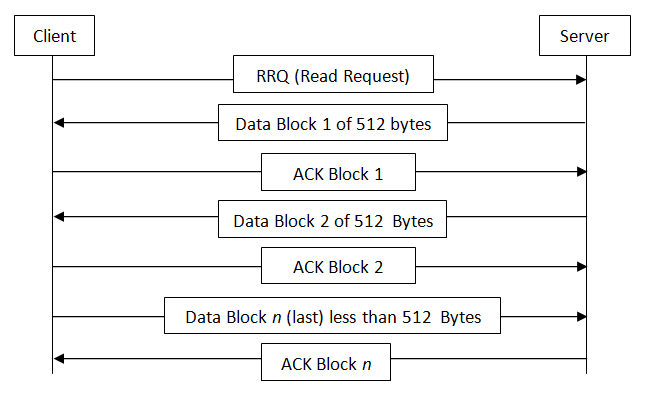 Client
Server
RRQ (Read Request)
Data Block 1 of 512 bytes
ACK Block 1
Data Block 2 of 512 Bytes
ACK Block 2
Data Block n (last) less than 512 Bytes
ACK Block n